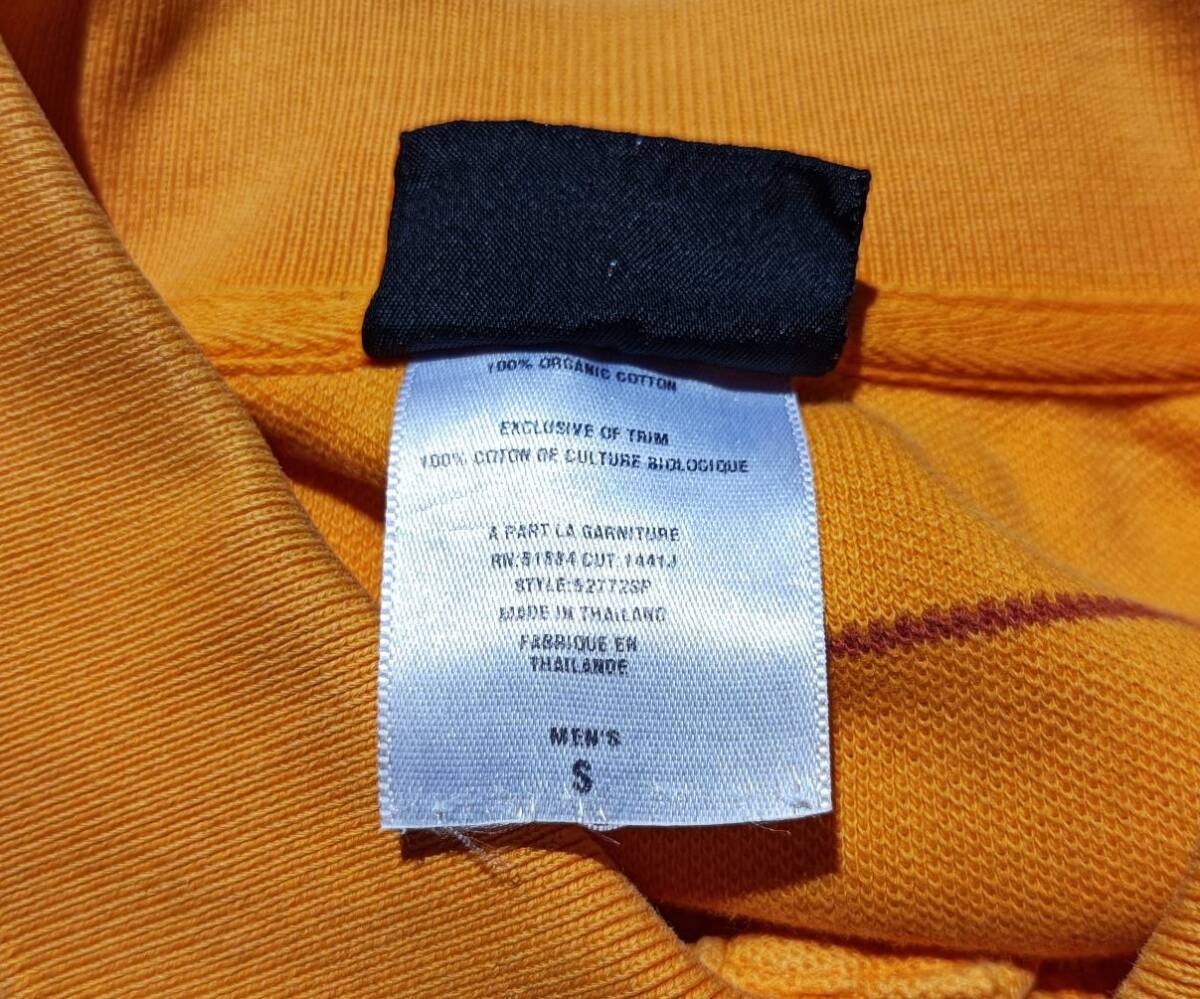 100% ORGANIC COTTON
EXCLUSIVE OF TRIM
100% COTON DE CULTURE BIOLOGIQUE
A PART LA GARNITURE
RN:51884 CUT:1441J
STYLE:52772SP
MADE IN THAILAND
FABRIQUE EN
THAILANDE
MEN'S
S